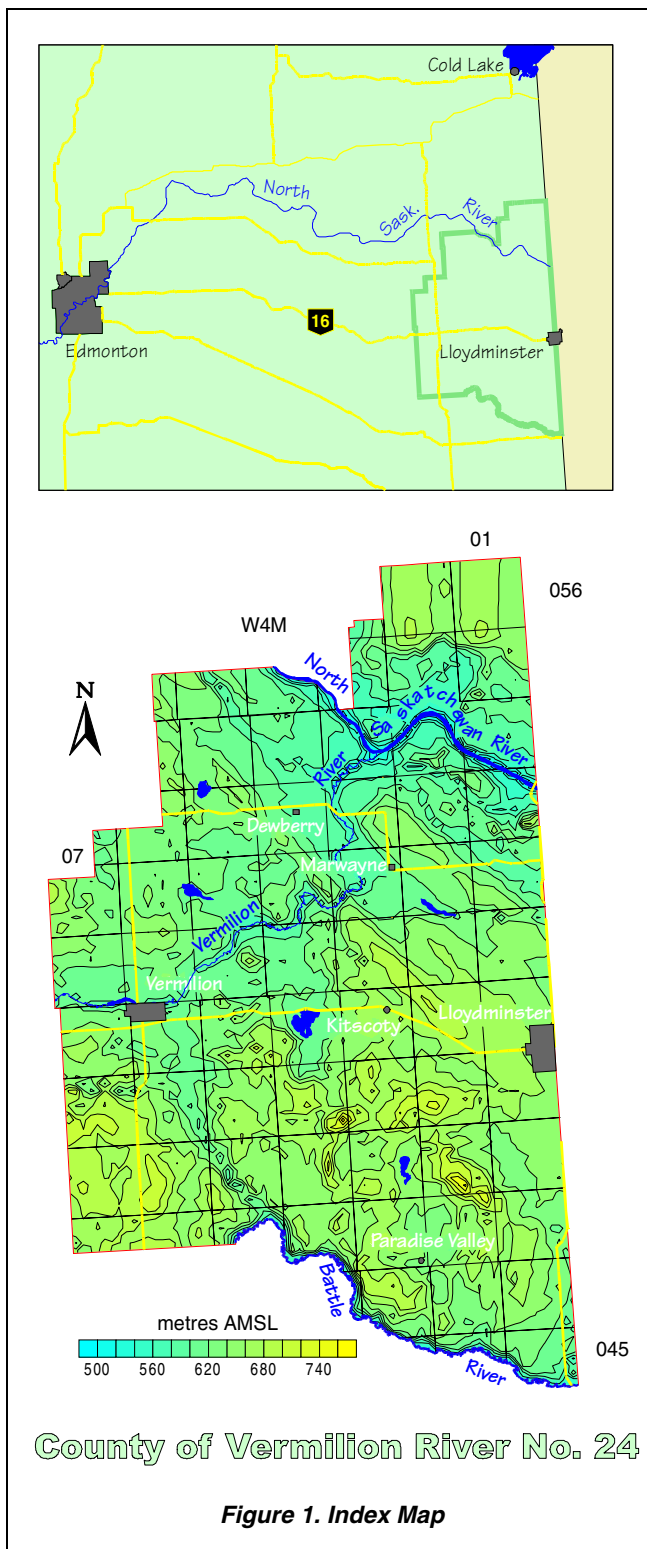 Cold Lake
North
Sask.
River
16
Edmonton
Lloydminster
01
056
W4M
N
North
Saskatchewan River
River
Dewberry
07
Marwayne
Vermilion
Vermilion
Lloydminster
Kitscoty
Paradise Valley
Battle
metres AMSL
500 560 620 680 740
045
River
County of Vermilion River No. 24
Figure 1. Index Map